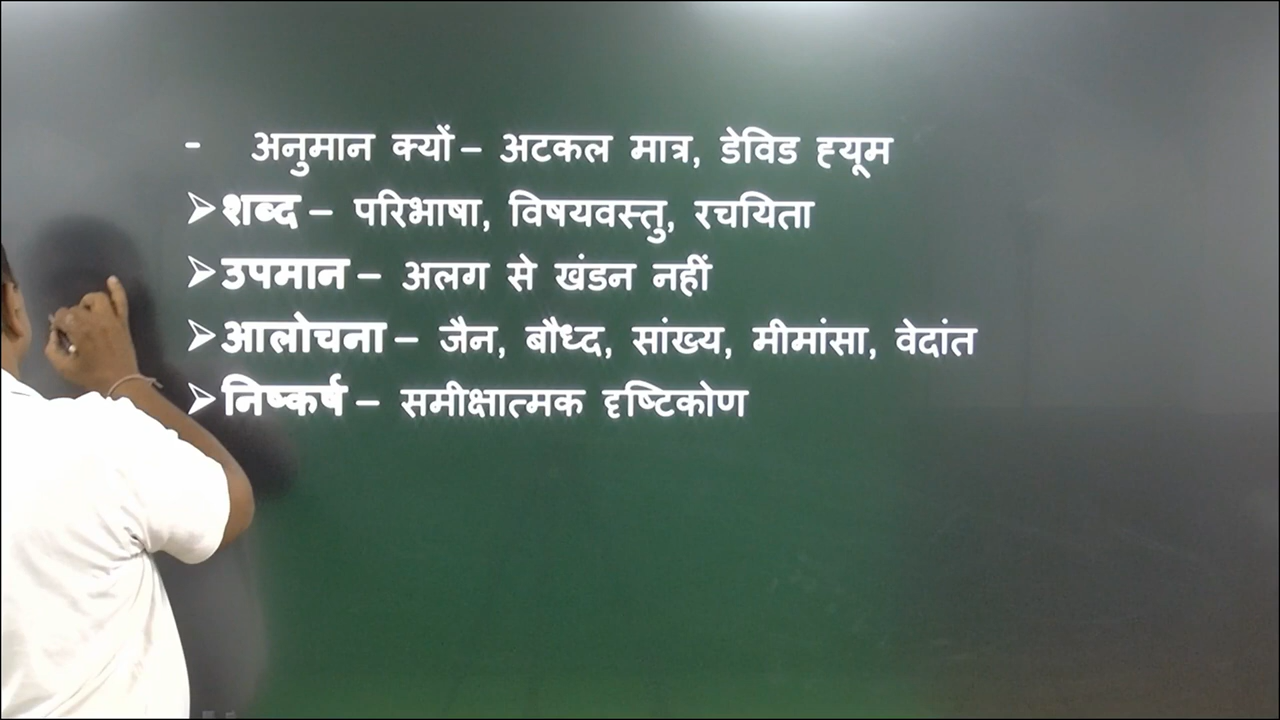 - अनुमान क्यों – अटकल मात्र, डेविड ह्यूम
➢ शब्द – परिभाषा, विषयवस्तु, रचयिता
➢ उपमान – अलग से खंडन नहीं
➢ आलोचना – जैन, बौध्द, सांख्य, मीमांसा, वेदांत
➢ निष्कर्ष – समीक्षात्मक दृष्टिकोण